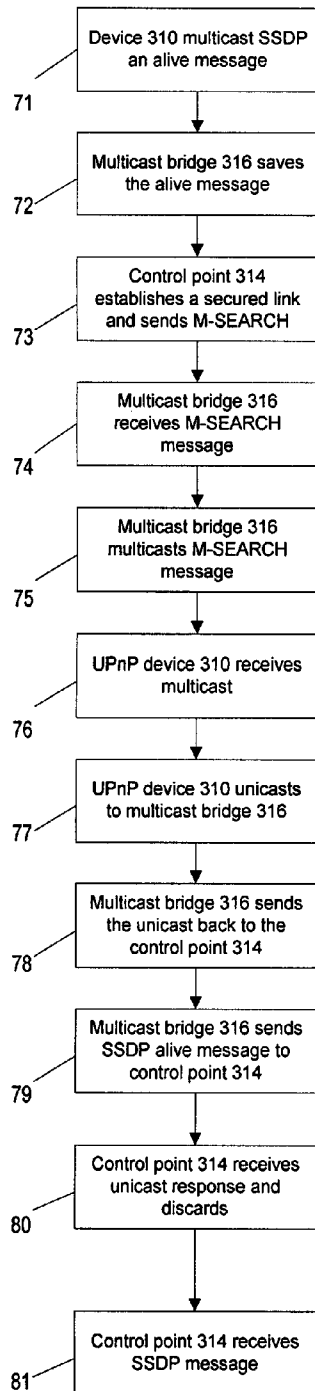 Device 310 multicast SSDP
an alive message
71
Multicast bridge 316 saves
the alive message
72
Control point 314
establishes a secured link
and sends M-SEARCH
73
Multicast bridge 316
receives M-SEARCH
message
74
Multicast bridge 316
multicasts M-SEARCH
message
75
UPnP device 310 receives
multicast
76
UPnP device 310 unicasts
to multicast bridge 316
77
Multicast bridge 316 sends
the unicast back to the
control point 314
78
Multicast bridge 316 sends
SSDP alive message to
control point 314
79
Control point 314 receives
unicast response and
discards
80
Control point 314 receives
SSDP message
81